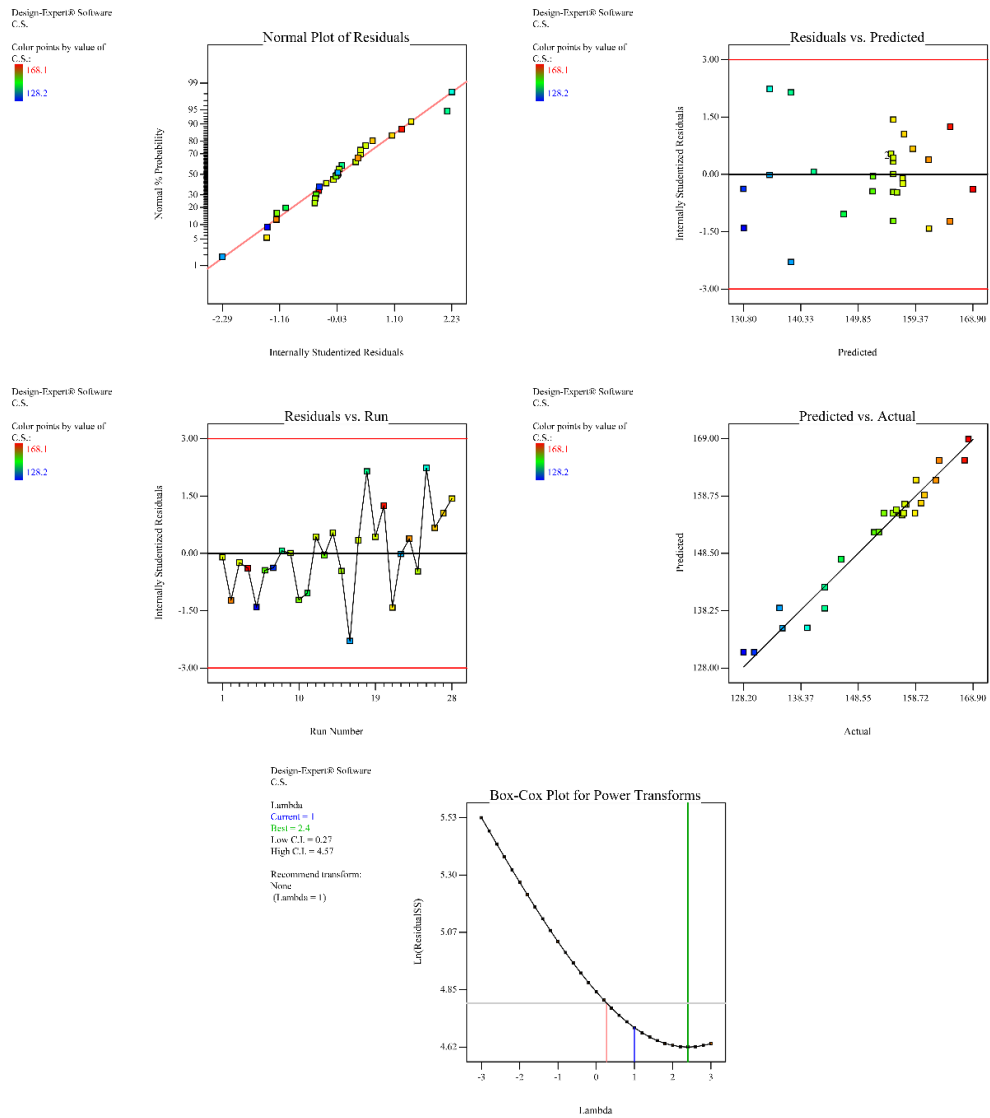 Design-Expert® Software
C.S.
Color points by value of
C.S.:
168.1
128.2
Normal Plot of Residuals
Normal % Probability
99
95
90
80
70
50
30
20
10
5
1
-2.29
-1.16
-0.03
1.10
2.23
Internally Studentized Residuals
Design-Expert® Software
C.S.
Color points by value of
C.S.:
168.1
128.2
Residuals vs. Predicted
Internally Studentized Residuals
3.00
1.50
0.00
-1.50
-3.00
2
130.80
140.33
149.85
159.37
168.90
Predicted
Design-Expert® Software
C.S.
Color points by value of
C.S.:
168.1
128.2
Residuals vs. Run
Internally Studentized Residuals
3.00
1.50
0.00
-1.50
-3.00
1
10
19
28
Run Number
Design-Expert® Software
C.S.
Color points by value of
C.S.:
168.1
128.2
Predicted vs. Actual
Predicted
169.00
158.75
148.50
138.25
128.00
128.20
138.37
148.55
158.72
168.90
Actual
Design-Expert® Software
C.S.
Lambda
Current = 1
Best = 2.4
Low C.I. = 0.27
High C.I. = 4.57
Recommend transform:
None
(Lambda = 1)
Box-Cox Plot for Power Transforms
Ln(ResidualSS)
5.53
5.30
5.07
4.85
4.62
-3
-2
-1
0
1
2
3
Lambda